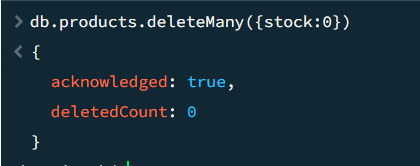 > db.products.deleteMany({stock:0})
< {
acknowledged: true,
deletedCount: 0
}